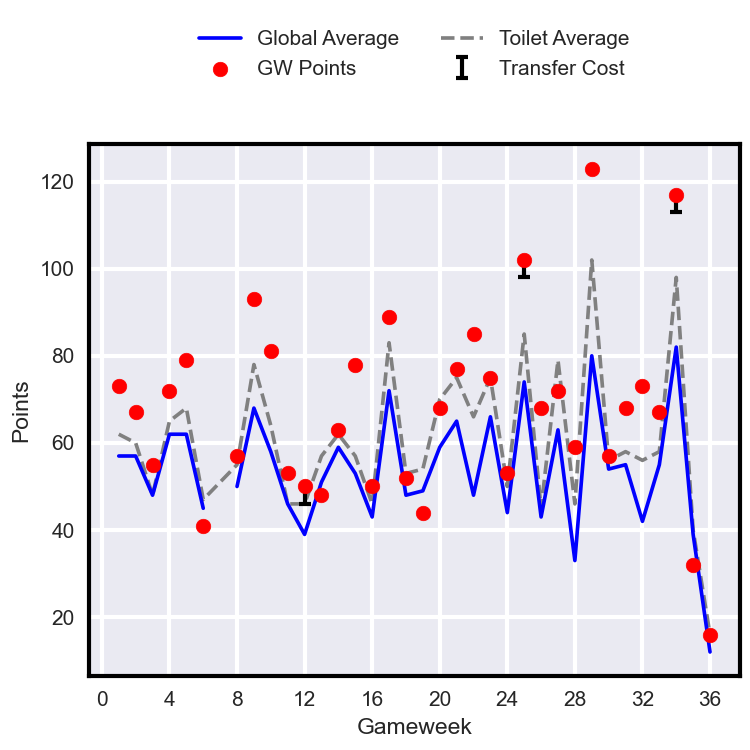 Global Average
Toilet Average
GW Points
Transfer Cost
120
100
80
60
40
20
Points
0 4 8 12 16 20 24 28 32 36
Gameweek